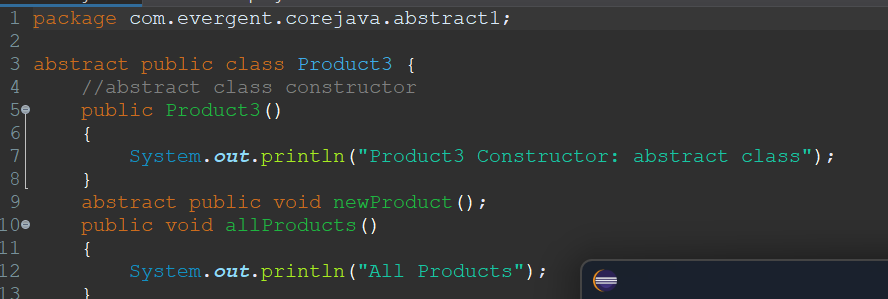 1 package com.evergent.corejava.abstract1;
2
3 abstract public class Product3 {
4     //abstract class constructor
5     public Product3()
6     {
7         System.out.println("Product3 Constructor: abstract class");
8     }
9     abstract public void newProduct();
10     public void allProducts()
11     {
12         System.out.println("All Products");
13     }